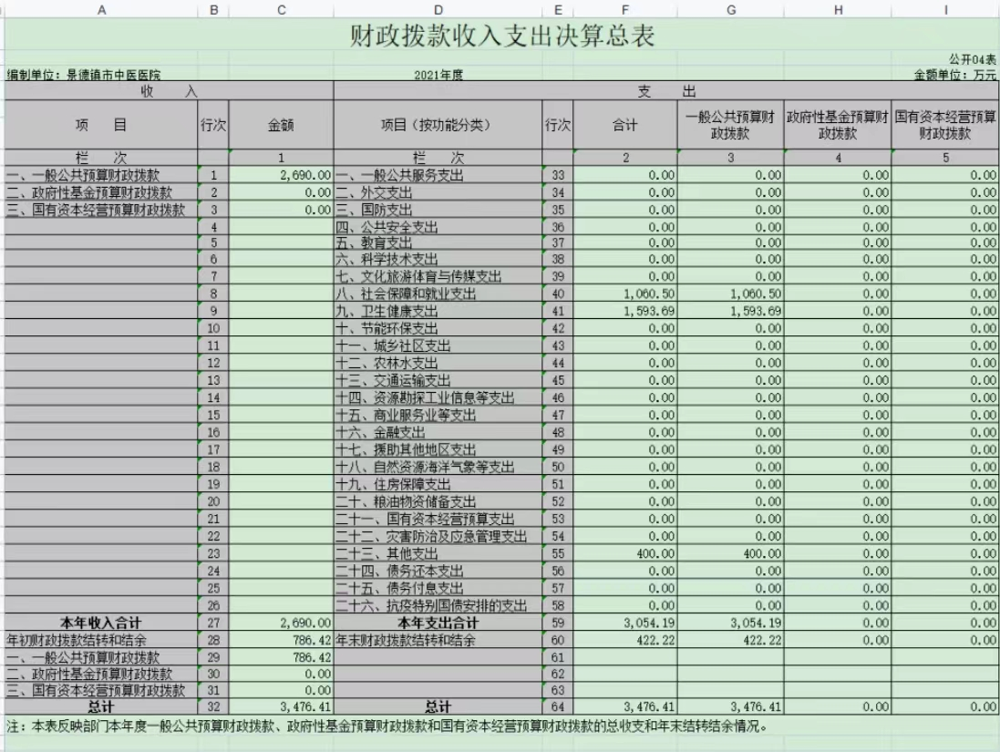 A B C D E F G H I
财政拨款收入支出决算总表
公开04表
编制单位：景德镇市中医医院 2021年度 金额单位：万元
收 入 支 出
项 目 行次 金额 项目（按功能分类） 行次 合计 一般公共预算财政拨款 政府性基金预算财政拨款 国有资本经营预算财政拨款
栏 次 1 栏 次 2 3 4 5
一、一般公共预算财政拨款 1 2,690.00 一、一般公共服务支出 33 0.00 0.00 0.00 0.00
二、政府性基金预算财政拨款 2 0.00 二、外交支出 34 0.00 0.00 0.00 0.00
三、国有资本经营预算财政拨款 3 0.00 三、国防支出 35 0.00 0.00 0.00 0.00
4 四、公共安全支出 36 0.00 0.00 0.00 0.00
5 五、教育支出 37 0.00 0.00 0.00 0.00
6 六、科学技术支出 38 0.00 0.00 0.00 0.00
7 七、文化旅游体育与传媒支出 39 0.00 0.00 0.00 0.00
8 八、社会保障和就业支出 40 1,060.50 1,060.50 0.00 0.00
9 九、卫生健康支出 41 1,593.69 1,593.69 0.00 0.00
10 十、节能环保支出 42 0.00 0.00 0.00 0.00
11 十一、城乡社区支出 43 0.00 0.00 0.00 0.00
12 十二、农林水支出 44 0.00 0.00 0.00 0.00
13 十三、交通运输支出 45 0.00 0.00 0.00 0.00
14 十四、资源勘探工业信息等支出 46 0.00 0.00 0.00 0.00
15 十五、商业服务业等支出 47 0.00 0.00 0.00 0.00
16 十六、金融支出 48 0.00 0.00 0.00 0.00
17 十七、援助其他地区支出 49 0.00 0.00 0.00 0.00
18 十八、自然资源海洋气象等支出 50 0.00 0.00 0.00 0.00
19 十九、住房保障支出 51 0.00 0.00 0.00 0.00
20 二十、粮油物资储备支出 52 0.00 0.00 0.00 0.00
21 二十一、国有资本经营预算支出 53 0.00 0.00 0.00 0.00
22 二十二、灾害防治及应急管理支出 54 0.00 0.00 0.00 0.00
23 二十三、其他支出 55 400.00 400.00 0.00 0.00
24 二十四、债务还本支出 56 0.00 0.00 0.00 0.00
25 二十五、债务付息支出 57 0.00 0.00 0.00 0.00
26 二十六、抗疫特别国债安排的支出 58 0.00 0.00 0.00 0.00
本年收入合计 27 2,690.00 本年支出合计 59 3,054.19 3,054.19 0.00 0.00
年初财政拨款结转和结余 28 786.42 年末财政拨款结转和结余 60 422.22 422.22 0.00 0.00
一、一般公共预算财政拨款 29 786.42 61
二、政府性基金预算财政拨款 30 0.00 62
三、国有资本经营预算财政拨款 31 0.00 63
总计 32 3,476.41 总计 64 3,476.41 3,476.41 0.00 0.00
注：本表反映部门本年度一般公共预算财政拨款、政府性基金预算财政拨款和国有资本经营预算财政拨款的总收支和年末结转结余情况。